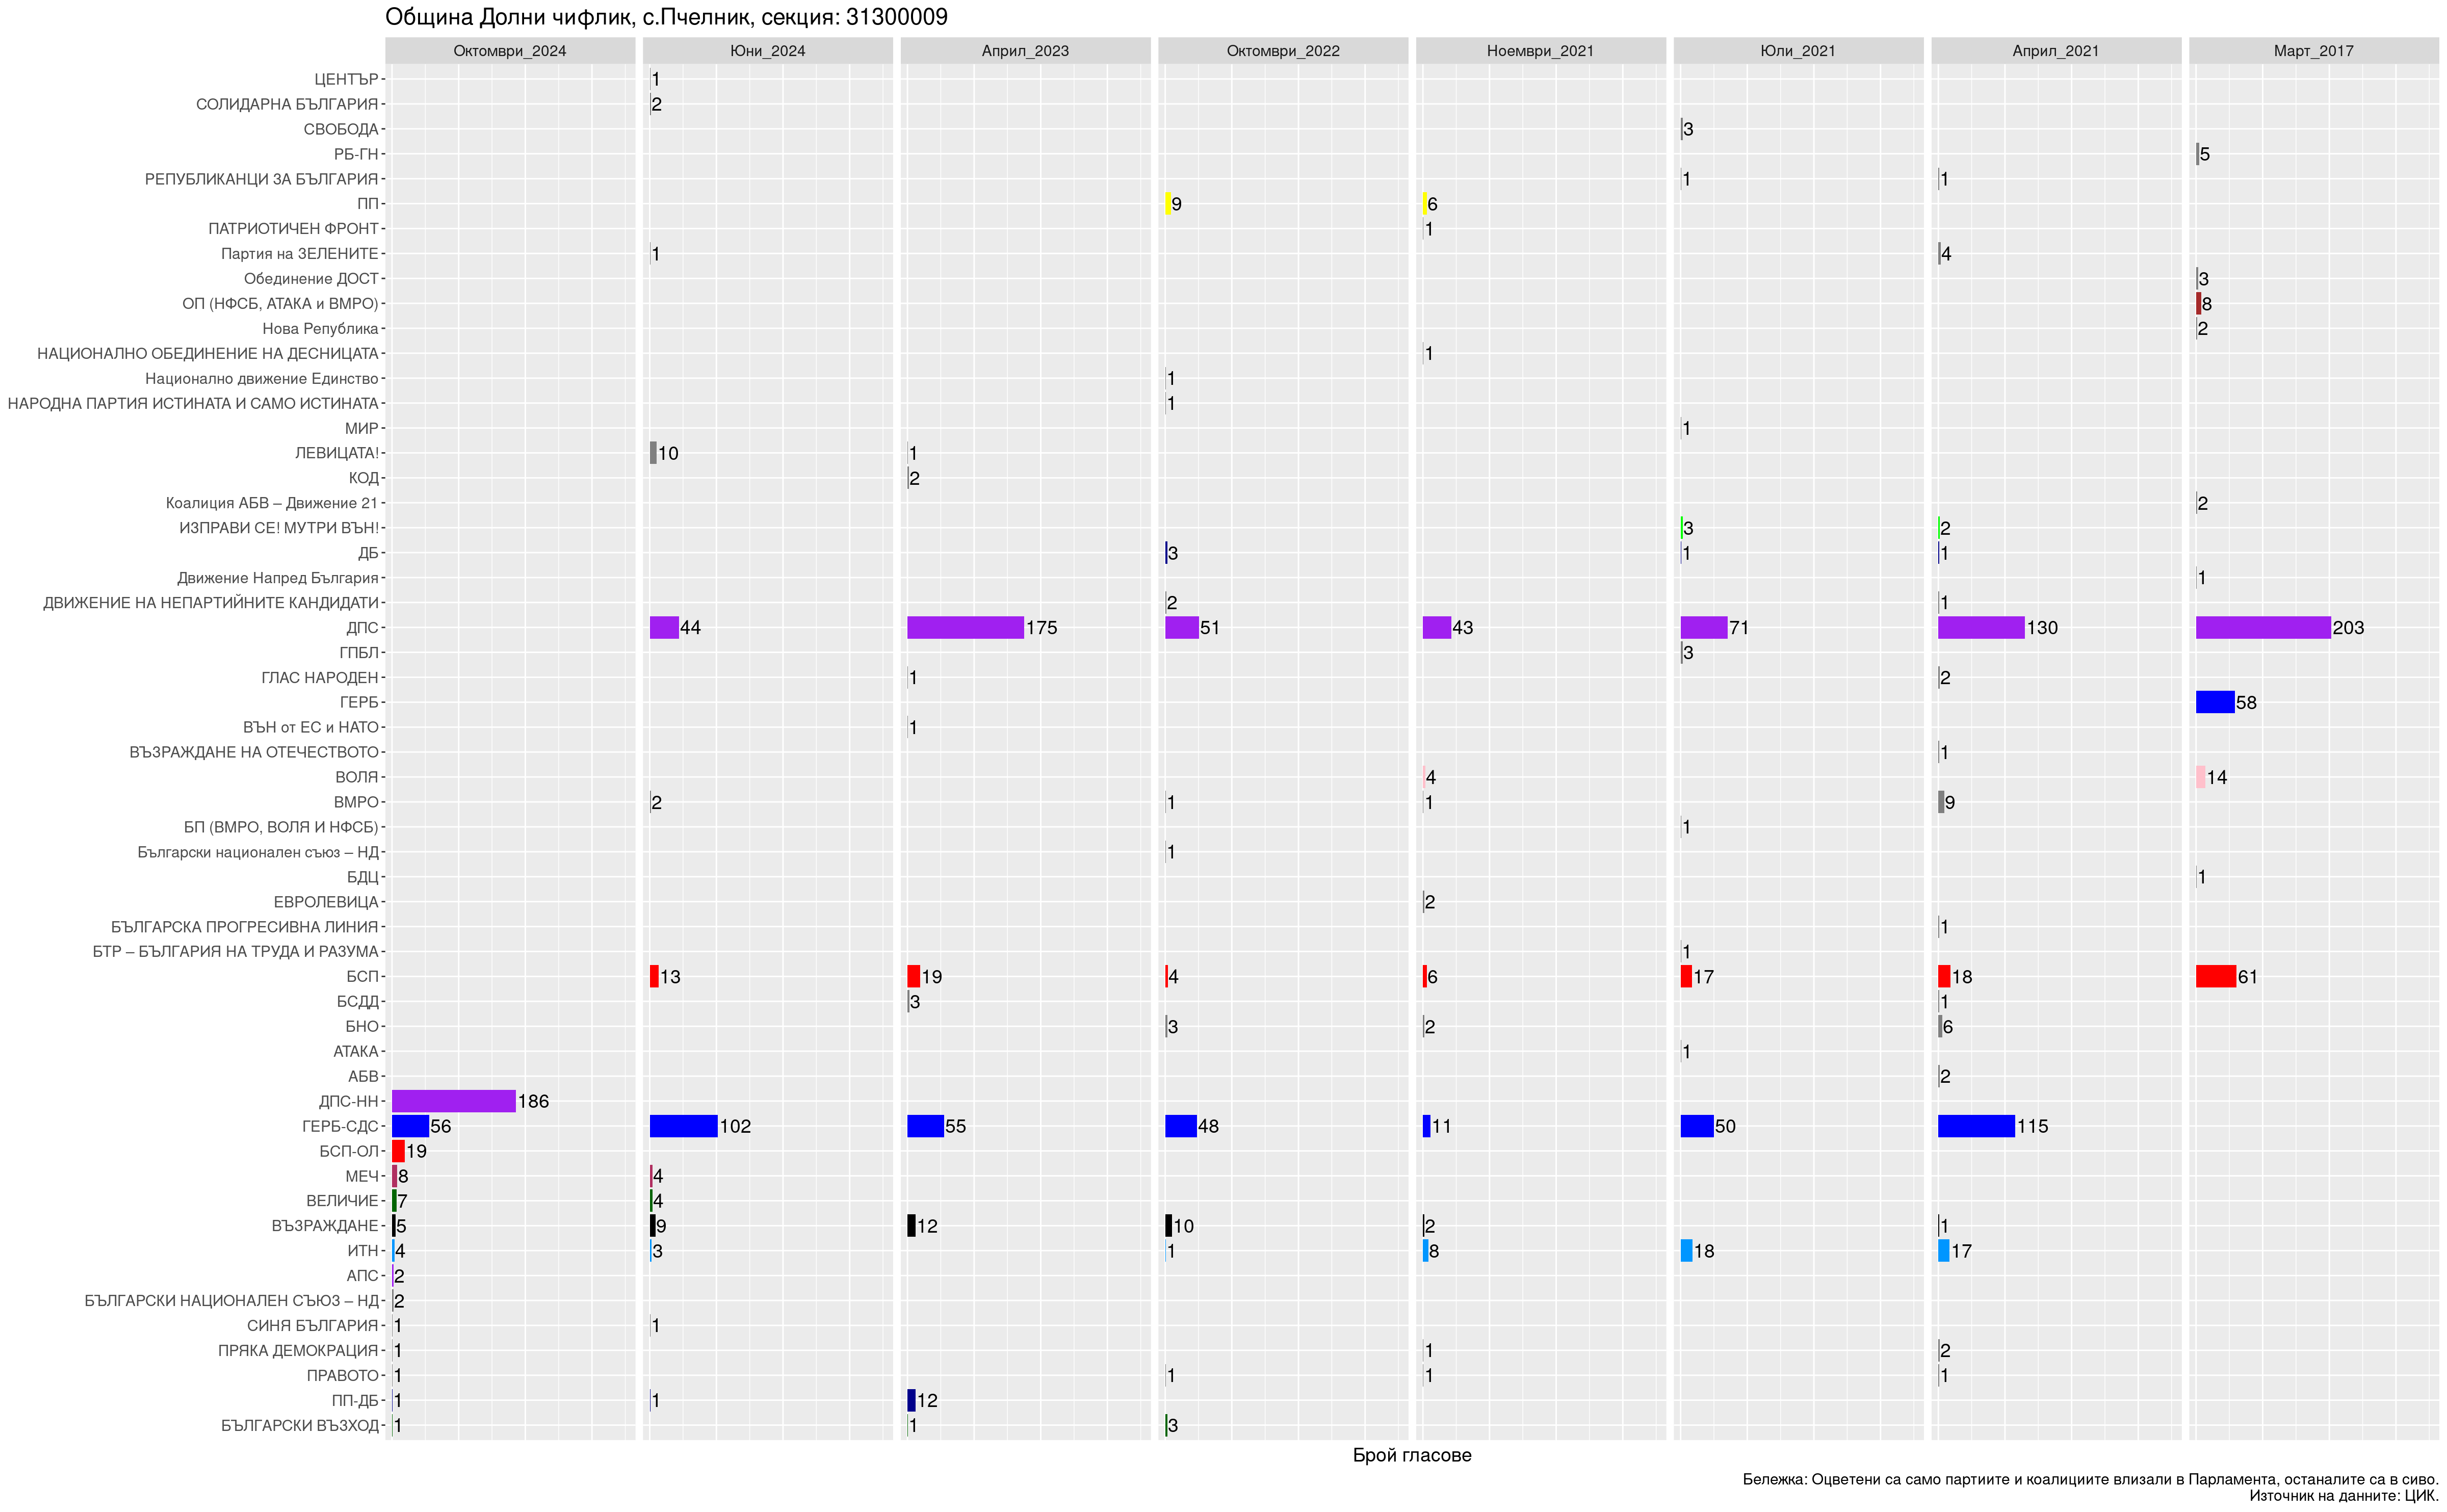 Община Долни чифлик, с.Пчелник, секция: 31300009
Октомври_2024 Юни_2024 Април_2023 Октомври_2022 Ноември_2021 Юли_2021 Април_2021 Март_2017
ЦЕНТЪР 1
СОЛИДАРНА БЪЛГАРИЯ 2
СВОБОДА 3
РБ-ГН 5
РЕПУБЛИКАНЦИ ЗА БЪЛГАРИЯ 1 1
ПП 9 6
ПАТРИОТИЧЕН ФРОНТ 1
Партия на ЗЕЛЕНИТЕ 1 4
Обединение ДОСТ 3
ОП (НФСБ, АТАКА и ВМРО) 8
Нова Република 2
НАЦИОНАЛНО ОБЕДИНЕНИЕ НА ДЕСНИЦАТА 1
Национално движение Единство 1
НАРОДНА ПАРТИЯ ИСТИНАТА И САМО ИСТИНАТА 1
МИР 1
ЛЕВИЦАТА! 10 1
КОД 2
Коалиция АБВ – Движение 21 2
ИЗПРАВИ СЕ! МУТРИ ВЪН! 3 2
ДБ 3 1 1
Движение Напред България 1
ДВИЖЕНИЕ НА НЕПАРТИЙНИТЕ КАНДИДАТИ 2 1
ДПС 44 175 51 43 71 130 203
ГПБЛ 3
ГЛАС НАРОДЕН 1 2
ГЕРБ 58
ВЪН от ЕС и НАТО 1
ВЪЗРАЖДАНЕ НА ОТЕЧЕСТВОТО 1
ВОЛЯ 4 14
ВМРО 2 1 1 9
БП (ВМРО, ВОЛЯ И НФСБ) 1
Български национален съюз – НД 1
БДЦ 1
ЕВРОЛЕВИЦА 2
БЪЛГАРСКА ПРОГРЕСИВНА ЛИНИЯ 1
БТР – БЪЛГАРИЯ НА ТРУДА И РАЗУМА 1
БСП 13 19 4 6 17 18 61
БСДД 3 1
БНО 3 2 6
АТАКА 1
АБВ 2
ДПС-НН 186
ГЕРБ-СДС 56 102 55 48 11 50 115
БСП-ОЛ 19
МЕЧ 8 4
ВЕЛИЧИЕ 7 4
ВЪЗРАЖДАНЕ 5 9 12 10 2 1
ИТН 4 3 1 8 18 17
АПС 2
БЪЛГАРСКИ НАЦИОНАЛЕН СЪЮЗ – НД 2
СИНЯ БЪЛГАРИЯ 1 1
ПРЯКА ДЕМОКРАЦИЯ 1 1 2
ПРАВОТО 1 1 1 1
ПП-ДБ 1 1 12
БЪЛГАРСКИ ВЪЗХОД 1 1 3
Брой гласове
Бележка: Оцветени са само партиите и коалициите влизали в Парламента, останалите са в сиво.
Източник на данните: ЦИК.